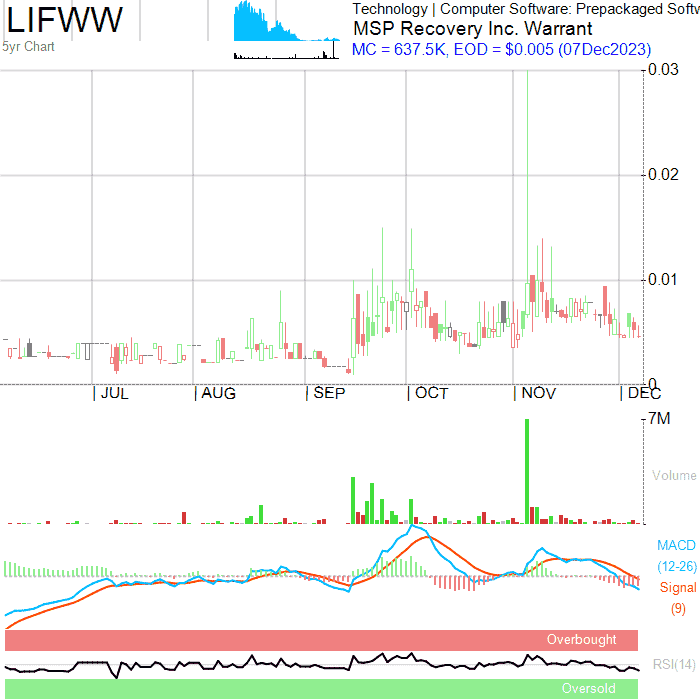 LIFWW
5yr Chart
Technology | Computer Software: Prepackaged Softw
MSP Recovery Inc. Warrant
MC = 637.5K, EOD = $0.005 (07Dec2023)
0.03
0.02
0.01
0
JUL
AUG
SEP
OCT
NOV
DEC
7M
Volume
MACD
(12-26)
Signal
(9)
Overbought
RSI(14)
Oversold